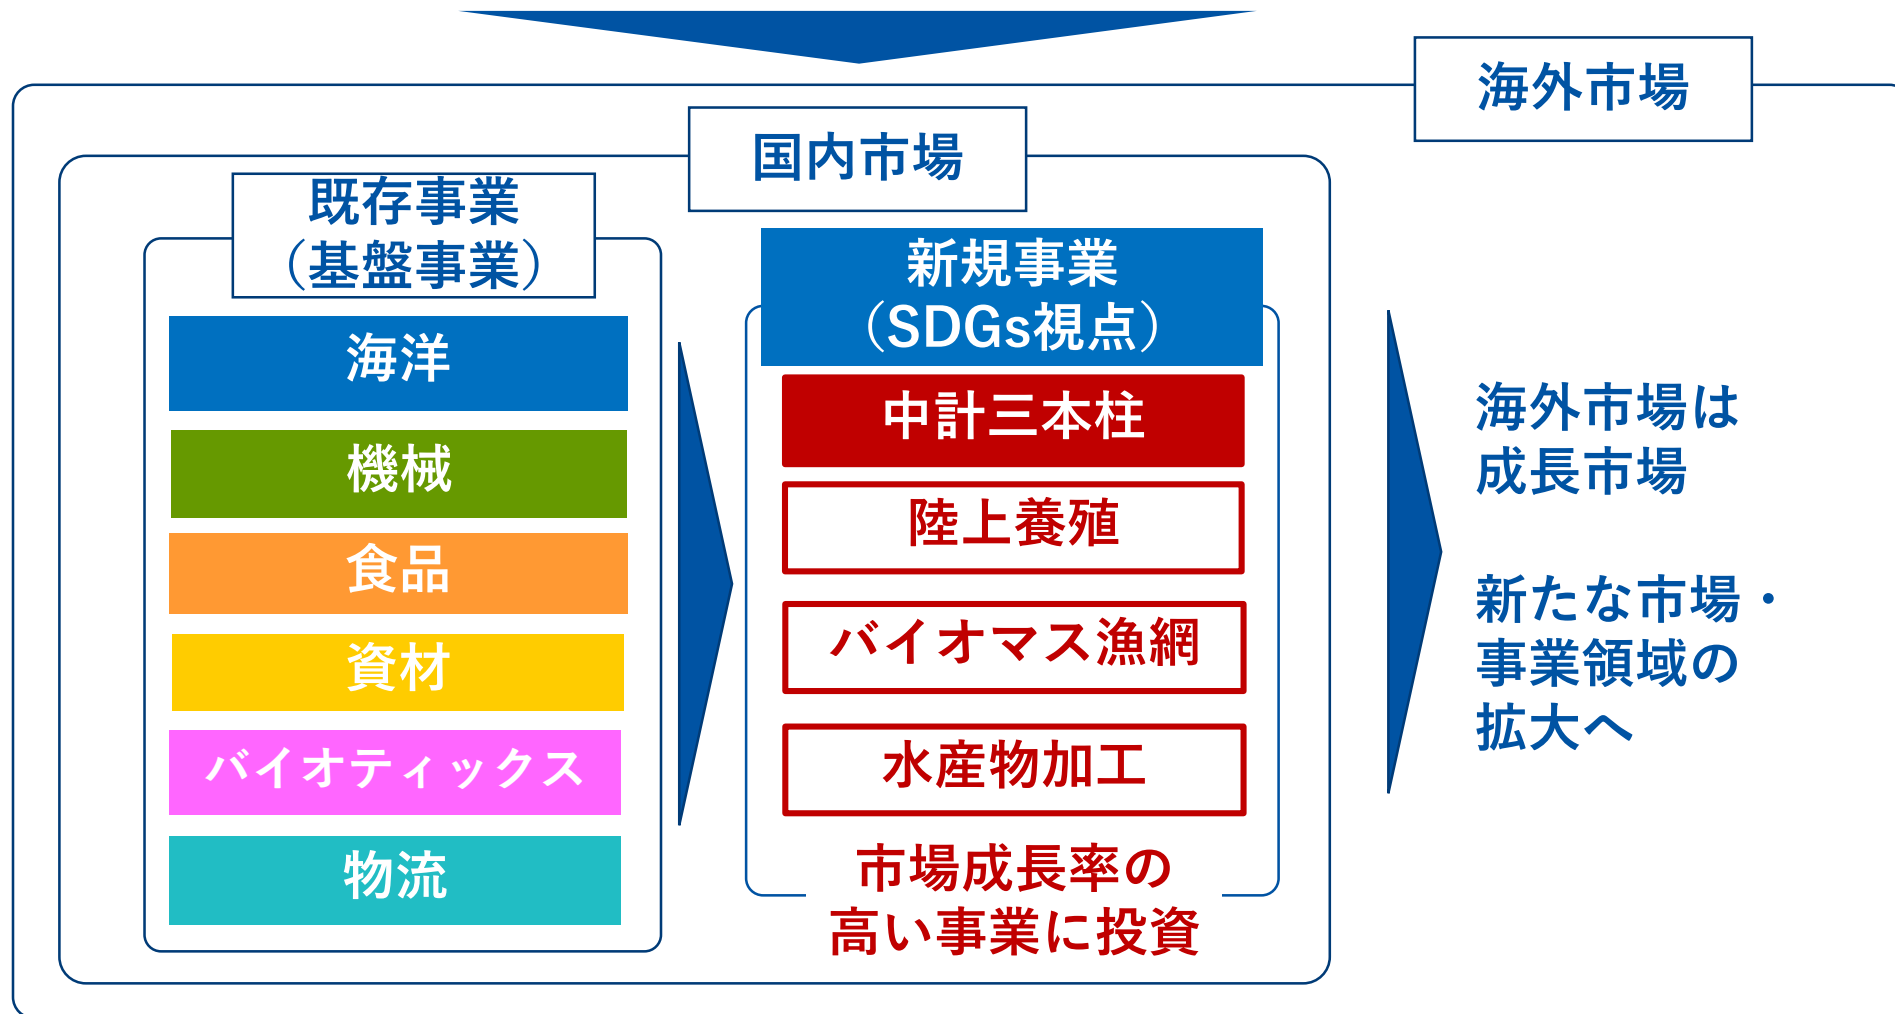 海外市場
国内市場
既存事業
（基盤事業）
海洋
機械
食品
資材
バイオティックス
物流
新規事業
（SDGs視点）
中計三本柱
陸上養殖
バイオマス漁網
水産物加工
市場成長率の
高い事業に投資
海外市場は
成長市場
新たな市場・
事業領域の
拡大へ